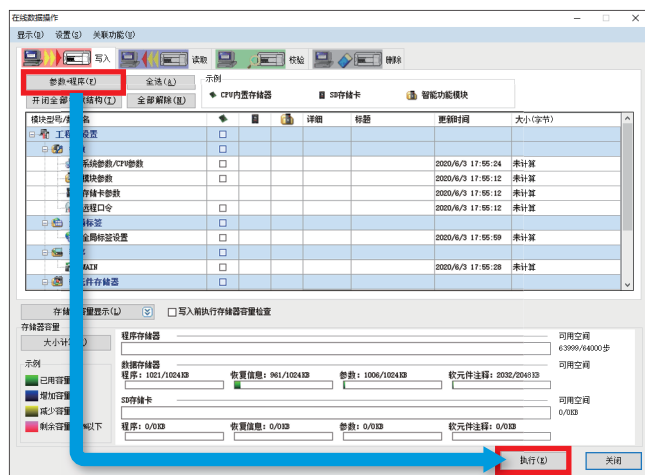 在线数据操作
显示(D) 设置(S) 关联功能(U)
写入 读取 校验 删除
参数+程序(F) 全选(A) 示例
开闭全部 结构(T) 全部解除(N) CPU内置存储器 SD存储卡 智能功能模块
模块型号/ 名 详细 标题 更新时间 大小(字节)
工程 设置
系统参数/CPU参数 2020/6/3 17:55:24 未计算
模块参数 2020/6/3 17:55:12 未计算
存储卡参数 2020/6/3 17:55:12 未计算
远程口令 2020/6/3 17:55:12 未计算
局标签
全局标签设置 2020/6/3 17:55:59 未计算
MAIN 2020/6/3 17:55:28 未计算
元件存储器
存储 容量显示(L) 写入前执行存储器容量检查
存储器容量
大小计
程序存储器 可用空间
63999/64000步
示例
已用容量
增加容量
减少容量
剩余容量 %以下
数据存储器 可用空间
程序: 1021/1024KB 恢复信息: 961/1024KB 参数: 1006/1024KB 软元件注释: 2032/2048KB
SD存储卡 可用空间
0/0KB
程序: 0/0KB 恢复信息: 0/0KB 参数: 0/0KB 软元件注释: 0/0KB
执行(E) 关闭